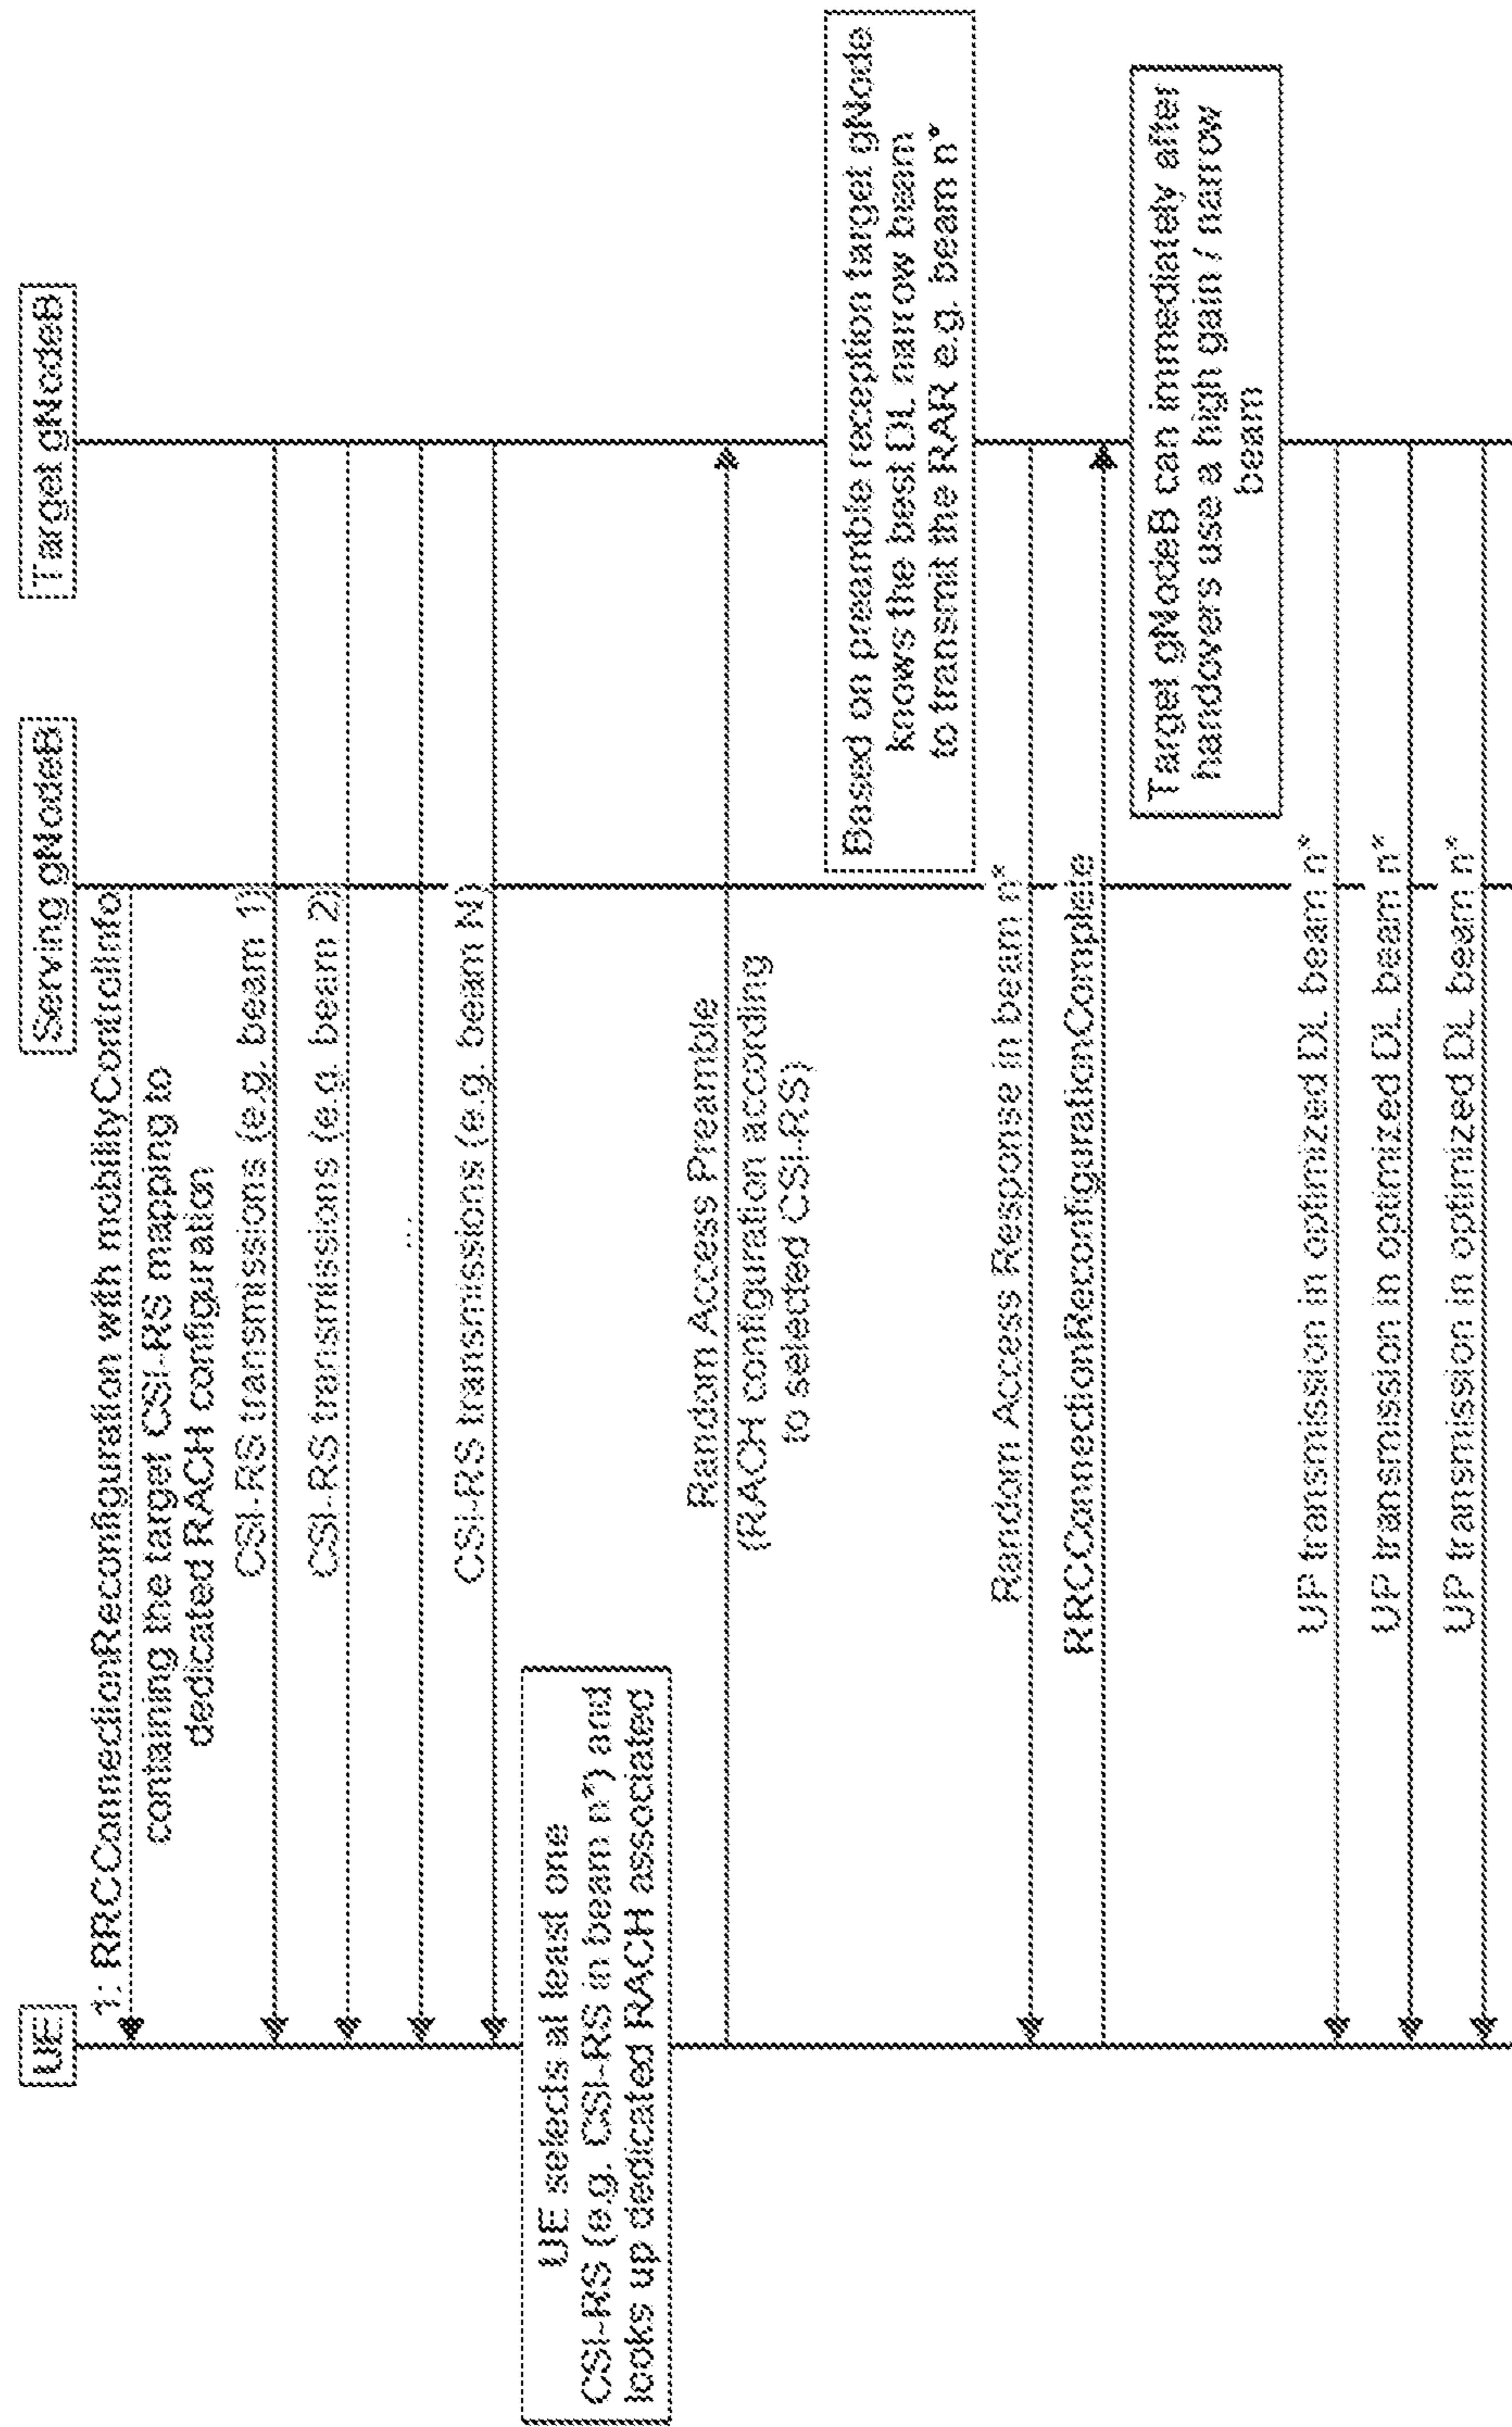 UE
Serving gNodeB
Target gNodeB
1: RRCConnectionReconfiguration with mobilityControlInfo
containing the target CSI-RS mapping to
dedicated RACH configuration
CSI-RS transmissions (e.g. beam 1)
CSI-RS transmissions (e.g. beam 2)
...
CSI-RS transmissions (e.g. beam N)
UE selects at least one
CSI-RS (e.g. CSI-RS in beam n*) and
looks up dedicated RACH associated
Random Access Preamble
(RACH configuration according
to selected CSI-RS)
Based on preamble reception target gNode
knows the best DL narrow beam
to transmit the RAR e.g. beam n*
Random Access Response in beam n*
RRCConnectionReconfigurationComplete
Target gNodeB can immediately after
handovers use a high gain / narrow
beam
UP transmission in optimized DL beam n*
UP transmission in optimized DL beam n*
UP transmission in optimized DL beam n*